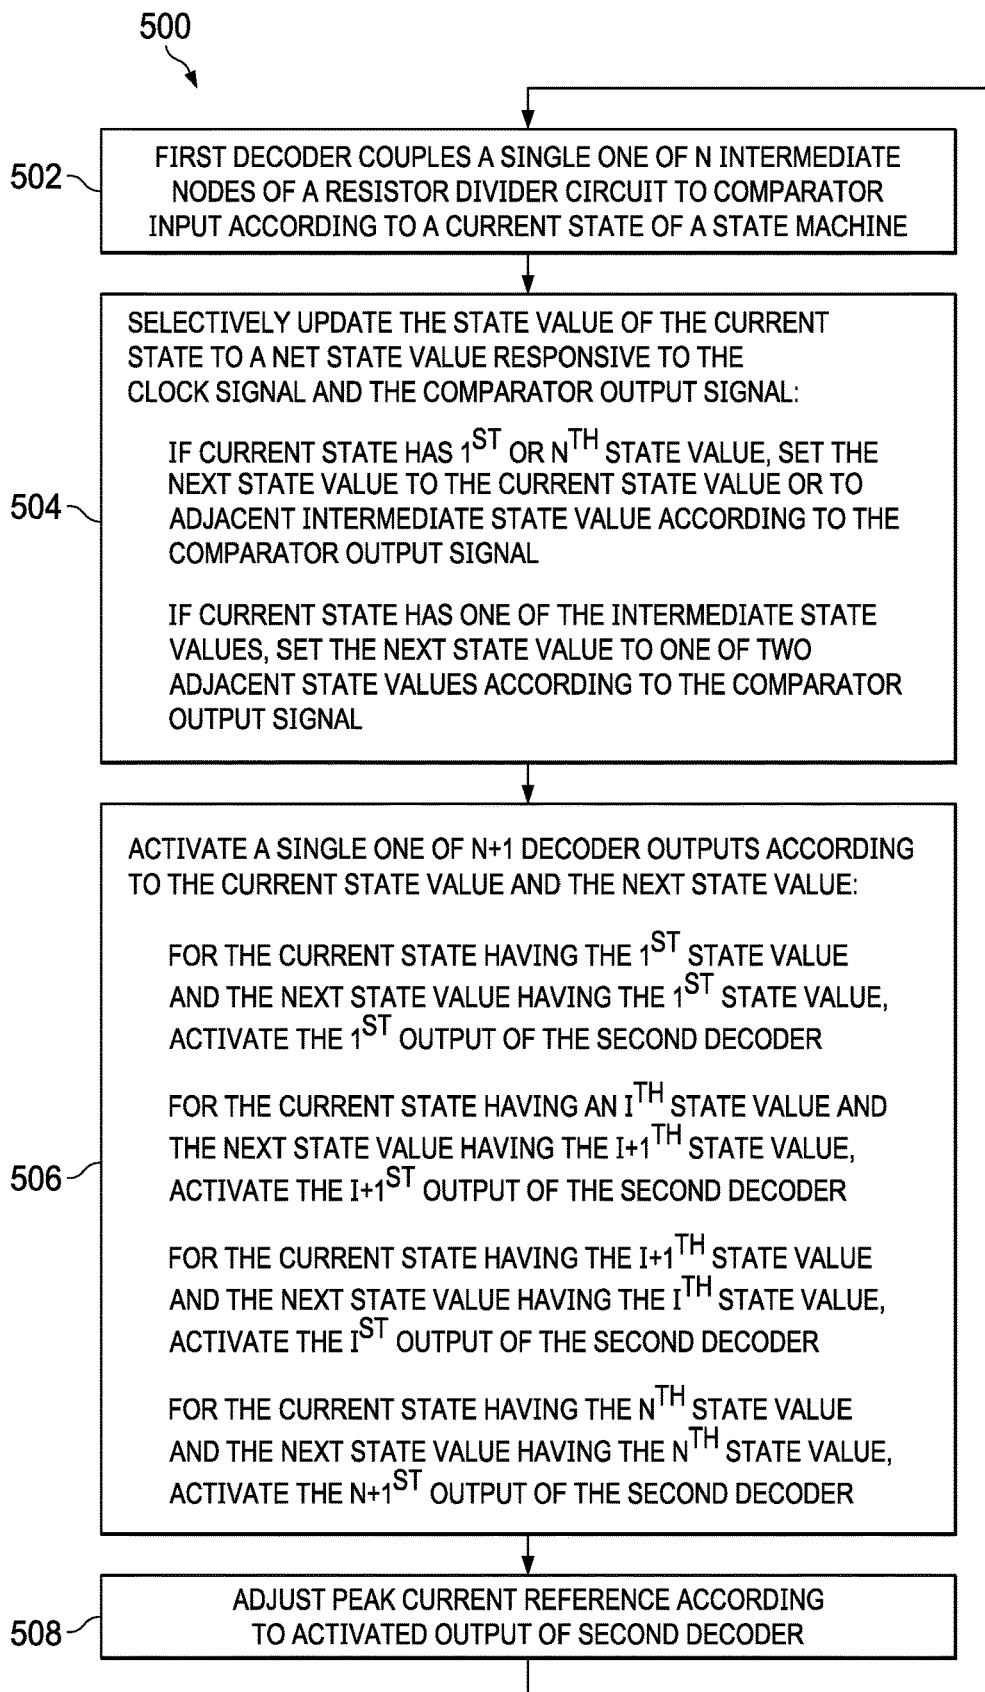 500
502
FIRST DECODER COUPLES A SINGLE ONE OF N INTERMEDIATE
NODES OF A RESISTOR DIVIDER CIRCUIT TO COMPARATOR
INPUT ACCORDING TO A CURRENT STATE OF A STATE MACHINE
504
SELECTIVELY UPDATE THE STATE VALUE OF THE CURRENT
STATE TO A NET STATE VALUE RESPONSIVE TO THE
CLOCK SIGNAL AND THE COMPARATOR OUTPUT SIGNAL:
IF CURRENT STATE HAS 1ST OR NTH STATE VALUE, SET THE
NEXT STATE VALUE TO THE CURRENT STATE VALUE OR TO
ADJACENT INTERMEDIATE STATE VALUE ACCORDING TO THE
COMPARATOR OUTPUT SIGNAL
IF CURRENT STATE HAS ONE OF THE INTERMEDIATE STATE
VALUES, SET THE NEXT STATE VALUE TO ONE OF TWO
ADJACENT STATE VALUES ACCORDING TO THE COMPARATOR
OUTPUT SIGNAL
506
ACTIVATE A SINGLE ONE OF N+1 DECODER OUTPUTS ACCORDING
TO THE CURRENT STATE VALUE AND THE NEXT STATE VALUE:
FOR THE CURRENT STATE HAVING THE 1ST STATE VALUE
AND THE NEXT STATE VALUE HAVING THE 1ST STATE VALUE,
ACTIVATE THE 1ST OUTPUT OF THE SECOND DECODER
FOR THE CURRENT STATE HAVING AN ITH STATE VALUE AND
THE NEXT STATE VALUE HAVING THE I+1TH STATE VALUE,
ACTIVATE THE I+1ST OUTPUT OF THE SECOND DECODER
FOR THE CURRENT STATE HAVING THE I+1TH STATE VALUE
AND THE NEXT STATE VALUE HAVING THE ITH STATE VALUE,
ACTIVATE THE IST OUTPUT OF THE SECOND DECODER
FOR THE CURRENT STATE HAVING THE NTH STATE VALUE
AND THE NEXT STATE VALUE HAVING THE NTH STATE VALUE,
ACTIVATE THE N+1ST OUTPUT OF THE SECOND DECODER
508
ADJUST PEAK CURRENT REFERENCE ACCORDING
TO ACTIVATED OUTPUT OF SECOND DECODER